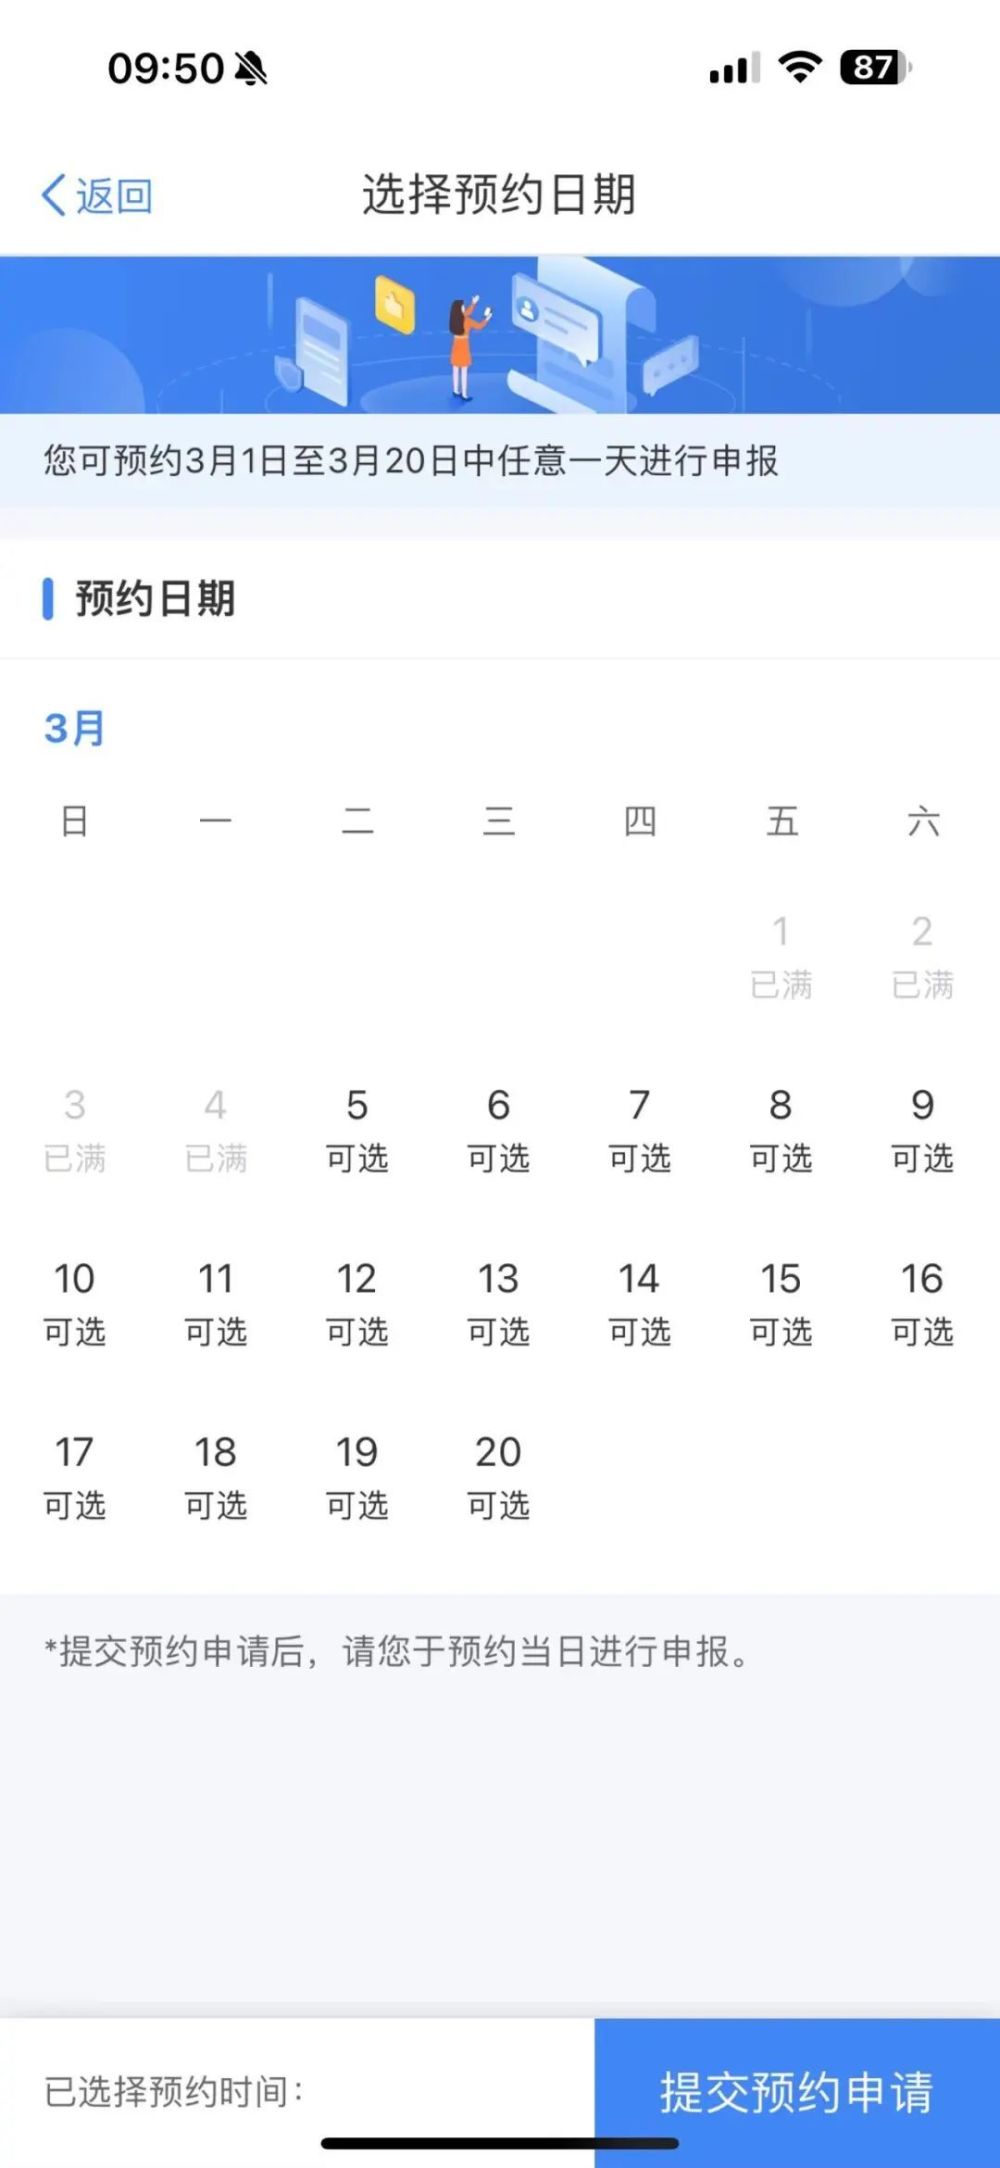 09:50 87
返回 选择预约日期
您可预约3月1日至3月20日中任意一天进行申报
预约日期
3月
日 一 二 三 四 五 六
1 2
已满 已满
3 4 5 6 7 8 9
已满 已满 可选 可选 可选 可选 可选
10 11 12 13 14 15 16
可选 可选 可选 可选 可选 可选 可选
17 18 19 20
可选 可选 可选 可选
*提交预约申请后，请您于预约当日进行申报。
已选择预约时间： 提交预约申请